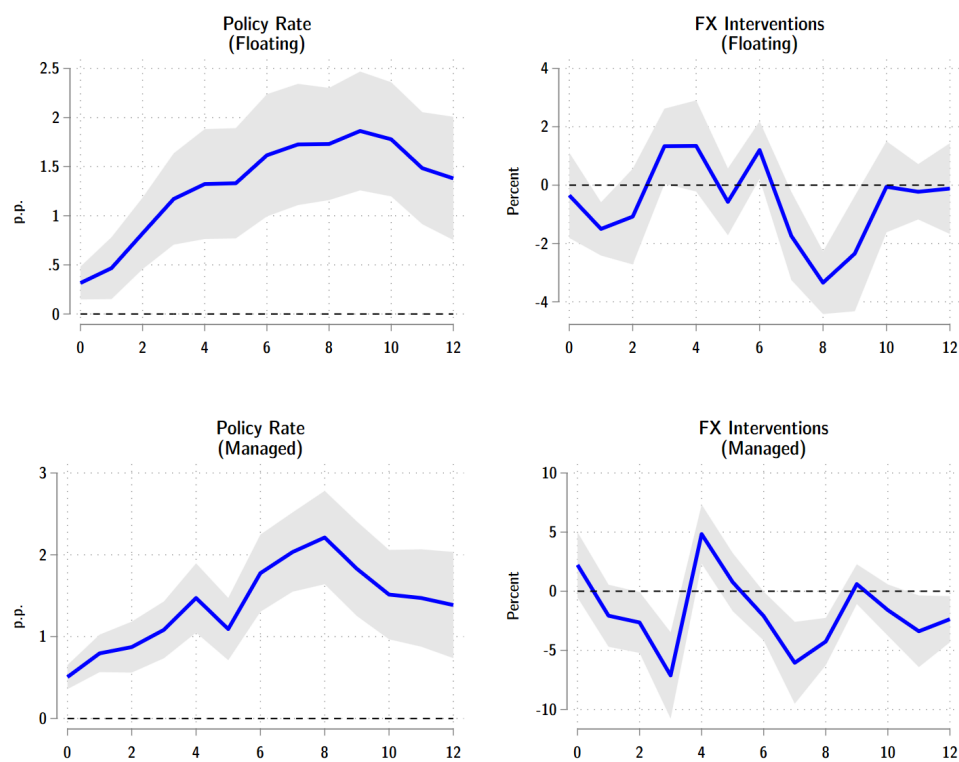 Policy Rate
(Floating)
p.p.
2.5
2
1.5
1
.5
0
0 2 4 6 8 10 12
FX Interventions
(Floating)
Percent
4
2
0
-2
-4
0 2 4 6 8 10 12
Policy Rate
(Managed)
p.p.
3
2
1
0
0 2 4 6 8 10 12
FX Interventions
(Managed)
Percent
10
5
0
-5
-10
0 2 4 6 8 10 12